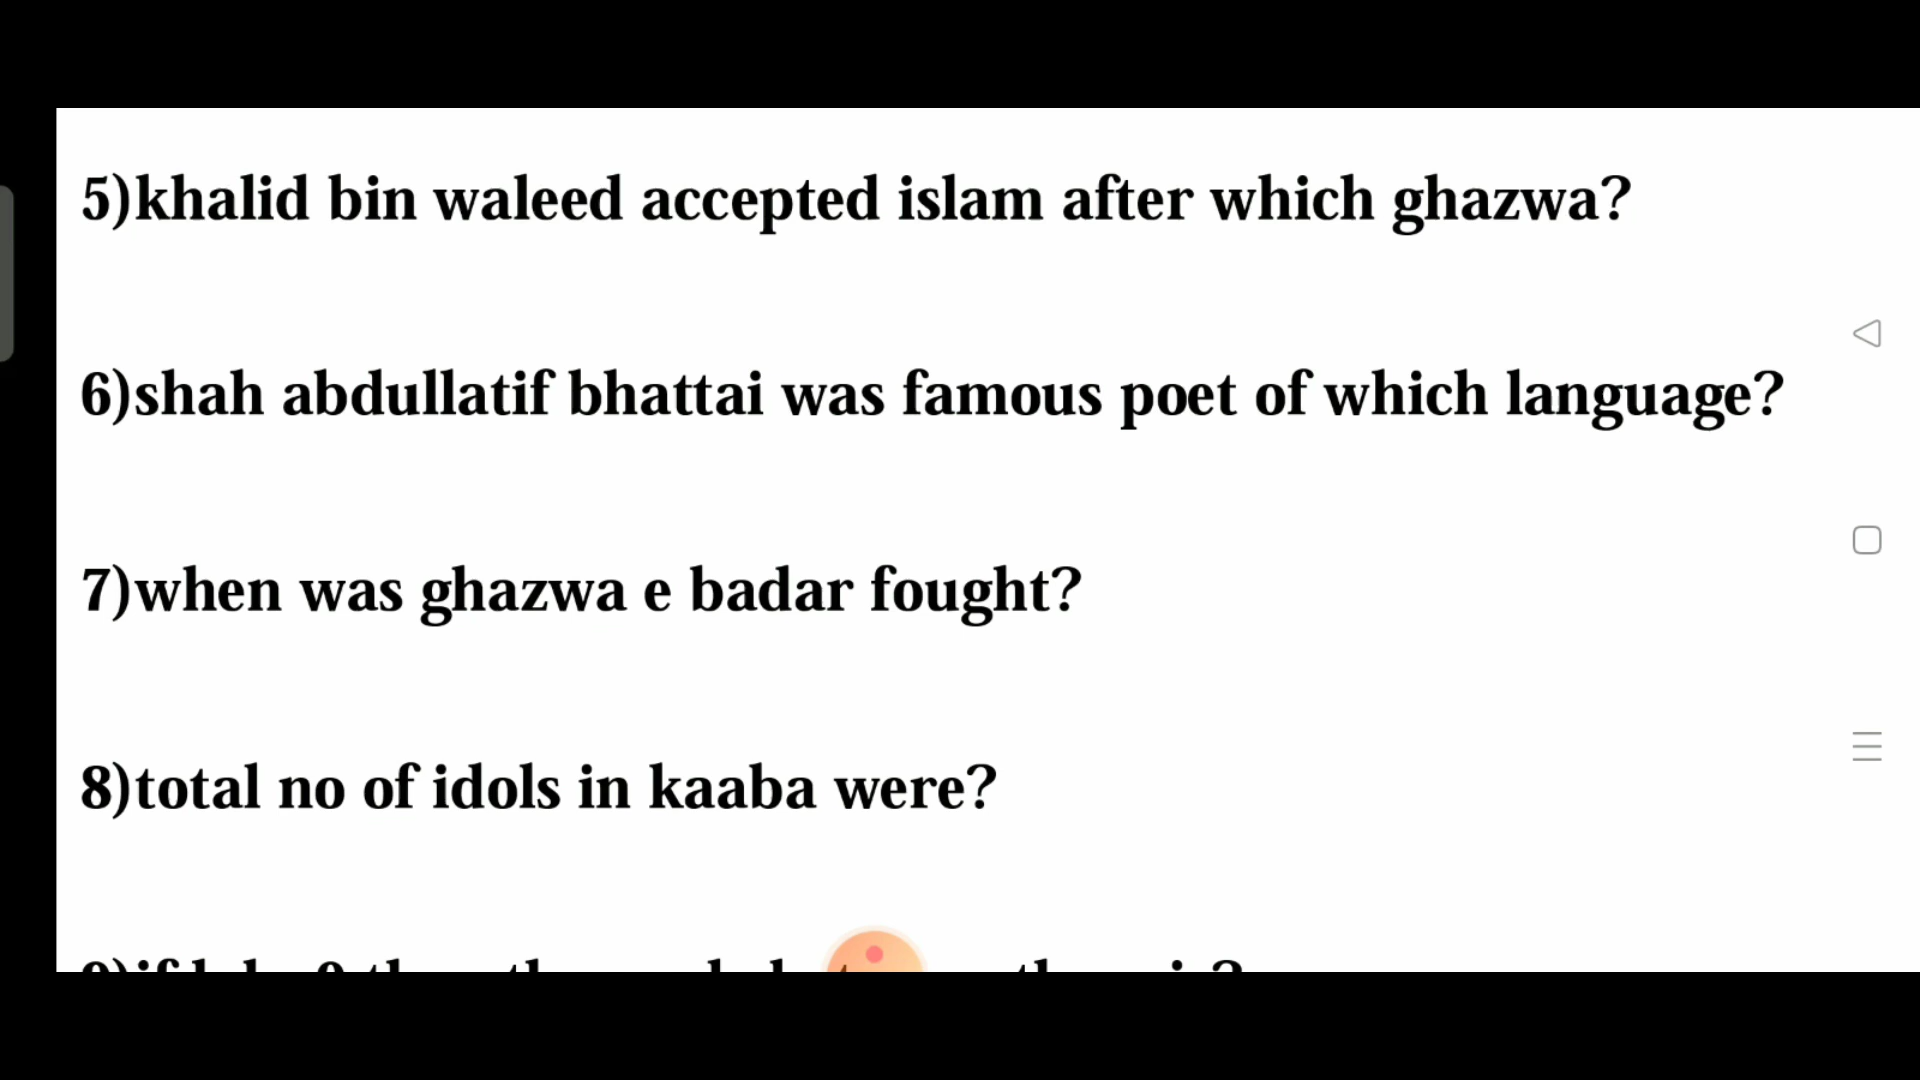 5)khalid bin waleed accepted islam after which ghazwa?
6)shah abdullatif bhattai was famous poet of which language?
7)when was ghazwa e badar fought?
8)total no of idols in kaaba were?